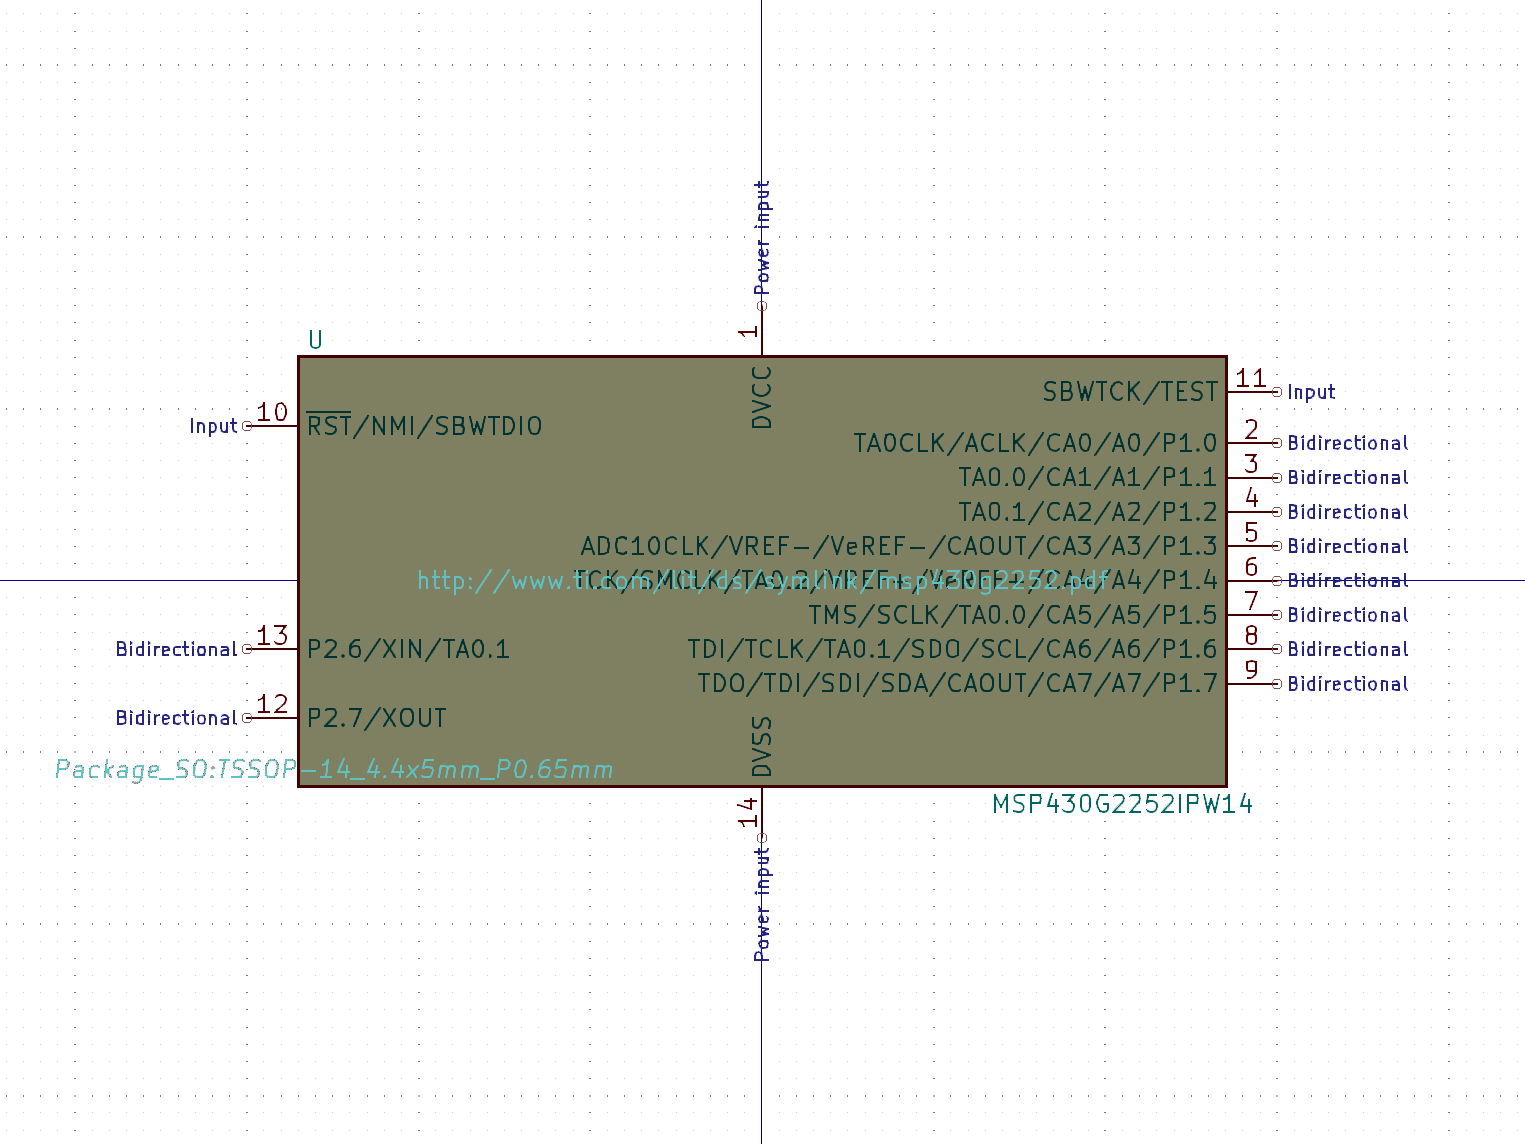 Power input
1
U
DVCC
SBWTCK/TEST 11 Input
Input 10 RST/NMI/SBWTDIO
TA0CLK/ACLK/CA0/A0/P1.0 2 Bidirectional
TA0.0/CA1/A1/P1.1 3 Bidirectional
TA0.1/CA2/A2/P1.2 4 Bidirectional
ADC10CLK/VREF-/VeREF-/CAOUT/CA3/A3/P1.3 5 Bidirectional
TCK/SMCLK/TA0.2/VREF+/VeREF+/CA4/A4/P1.4 6 Bidirectional
http://www.ti.com/lit/ds/symlink/msp430g2252.pdf
TMS/SCLK/TA0.0/CA5/A5/P1.5 7 Bidirectional
Bidirectional 13 P2.6/XIN/TA0.1
TDI/TCLK/TA0.1/SDO/SCL/CA6/A6/P1.6 8 Bidirectional
TDO/TDI/SDI/SDA/CAOUT/CA7/A7/P1.7 9 Bidirectional
Bidirectional 12 P2.7/XOUT
DVSS
Package_SO:TSSOP-14_4.4x5mm_P0.65mm
MSP430G2252IPW14
14
Power input